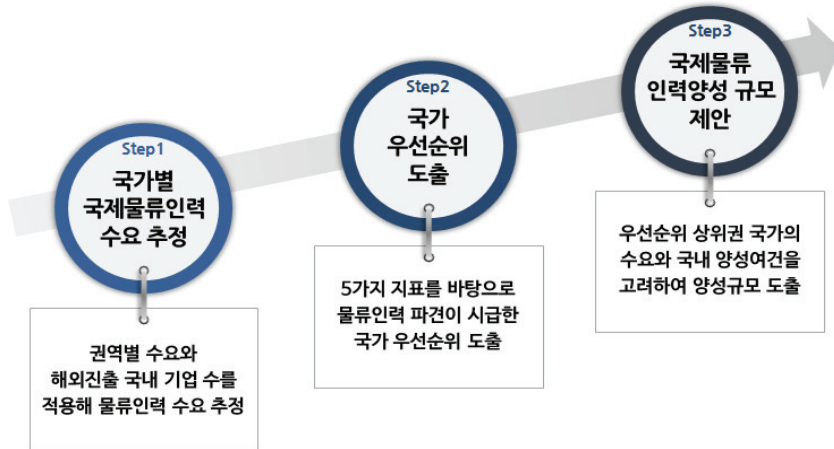 Step1
국가별
국제물류인력
수요 추정
권역별 수요와
해외진출 국내 기업 수를
적용해 물류인력 수요 추정
Step2
국가
우선순위
도출
5가지 지표를 바탕으로
물류인력 파견이 시급한
국가 우선순위 도출
Step3
국제물류
인력양성 규모
제안
우선순위 상위권 국가의
수요와 국내 양성여건을
고려하여 양성규모 도출